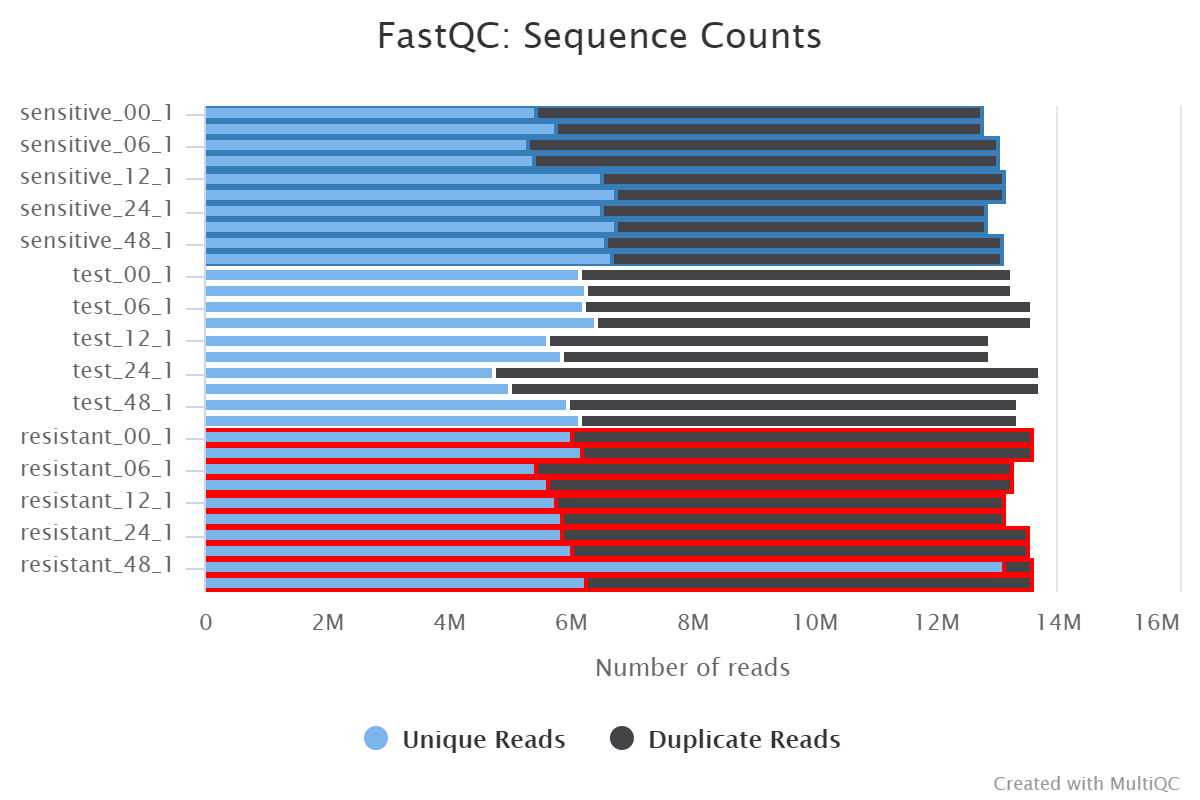 FastQC: Sequence Counts
sensitive_00_1
sensitive_06_1
sensitive_12_1
sensitive_24_1
sensitive_48_1
test_00_1
test_06_1
test_12_1
test_24_1
test_48_1
resistant_00_1
resistant_06_1
resistant_12_1
resistant_24_1
resistant_48_1
0 2M 4M 6M 8M 10M 12M 14M 16M
Number of reads
Unique Reads Duplicate Reads
Created with MultiQC